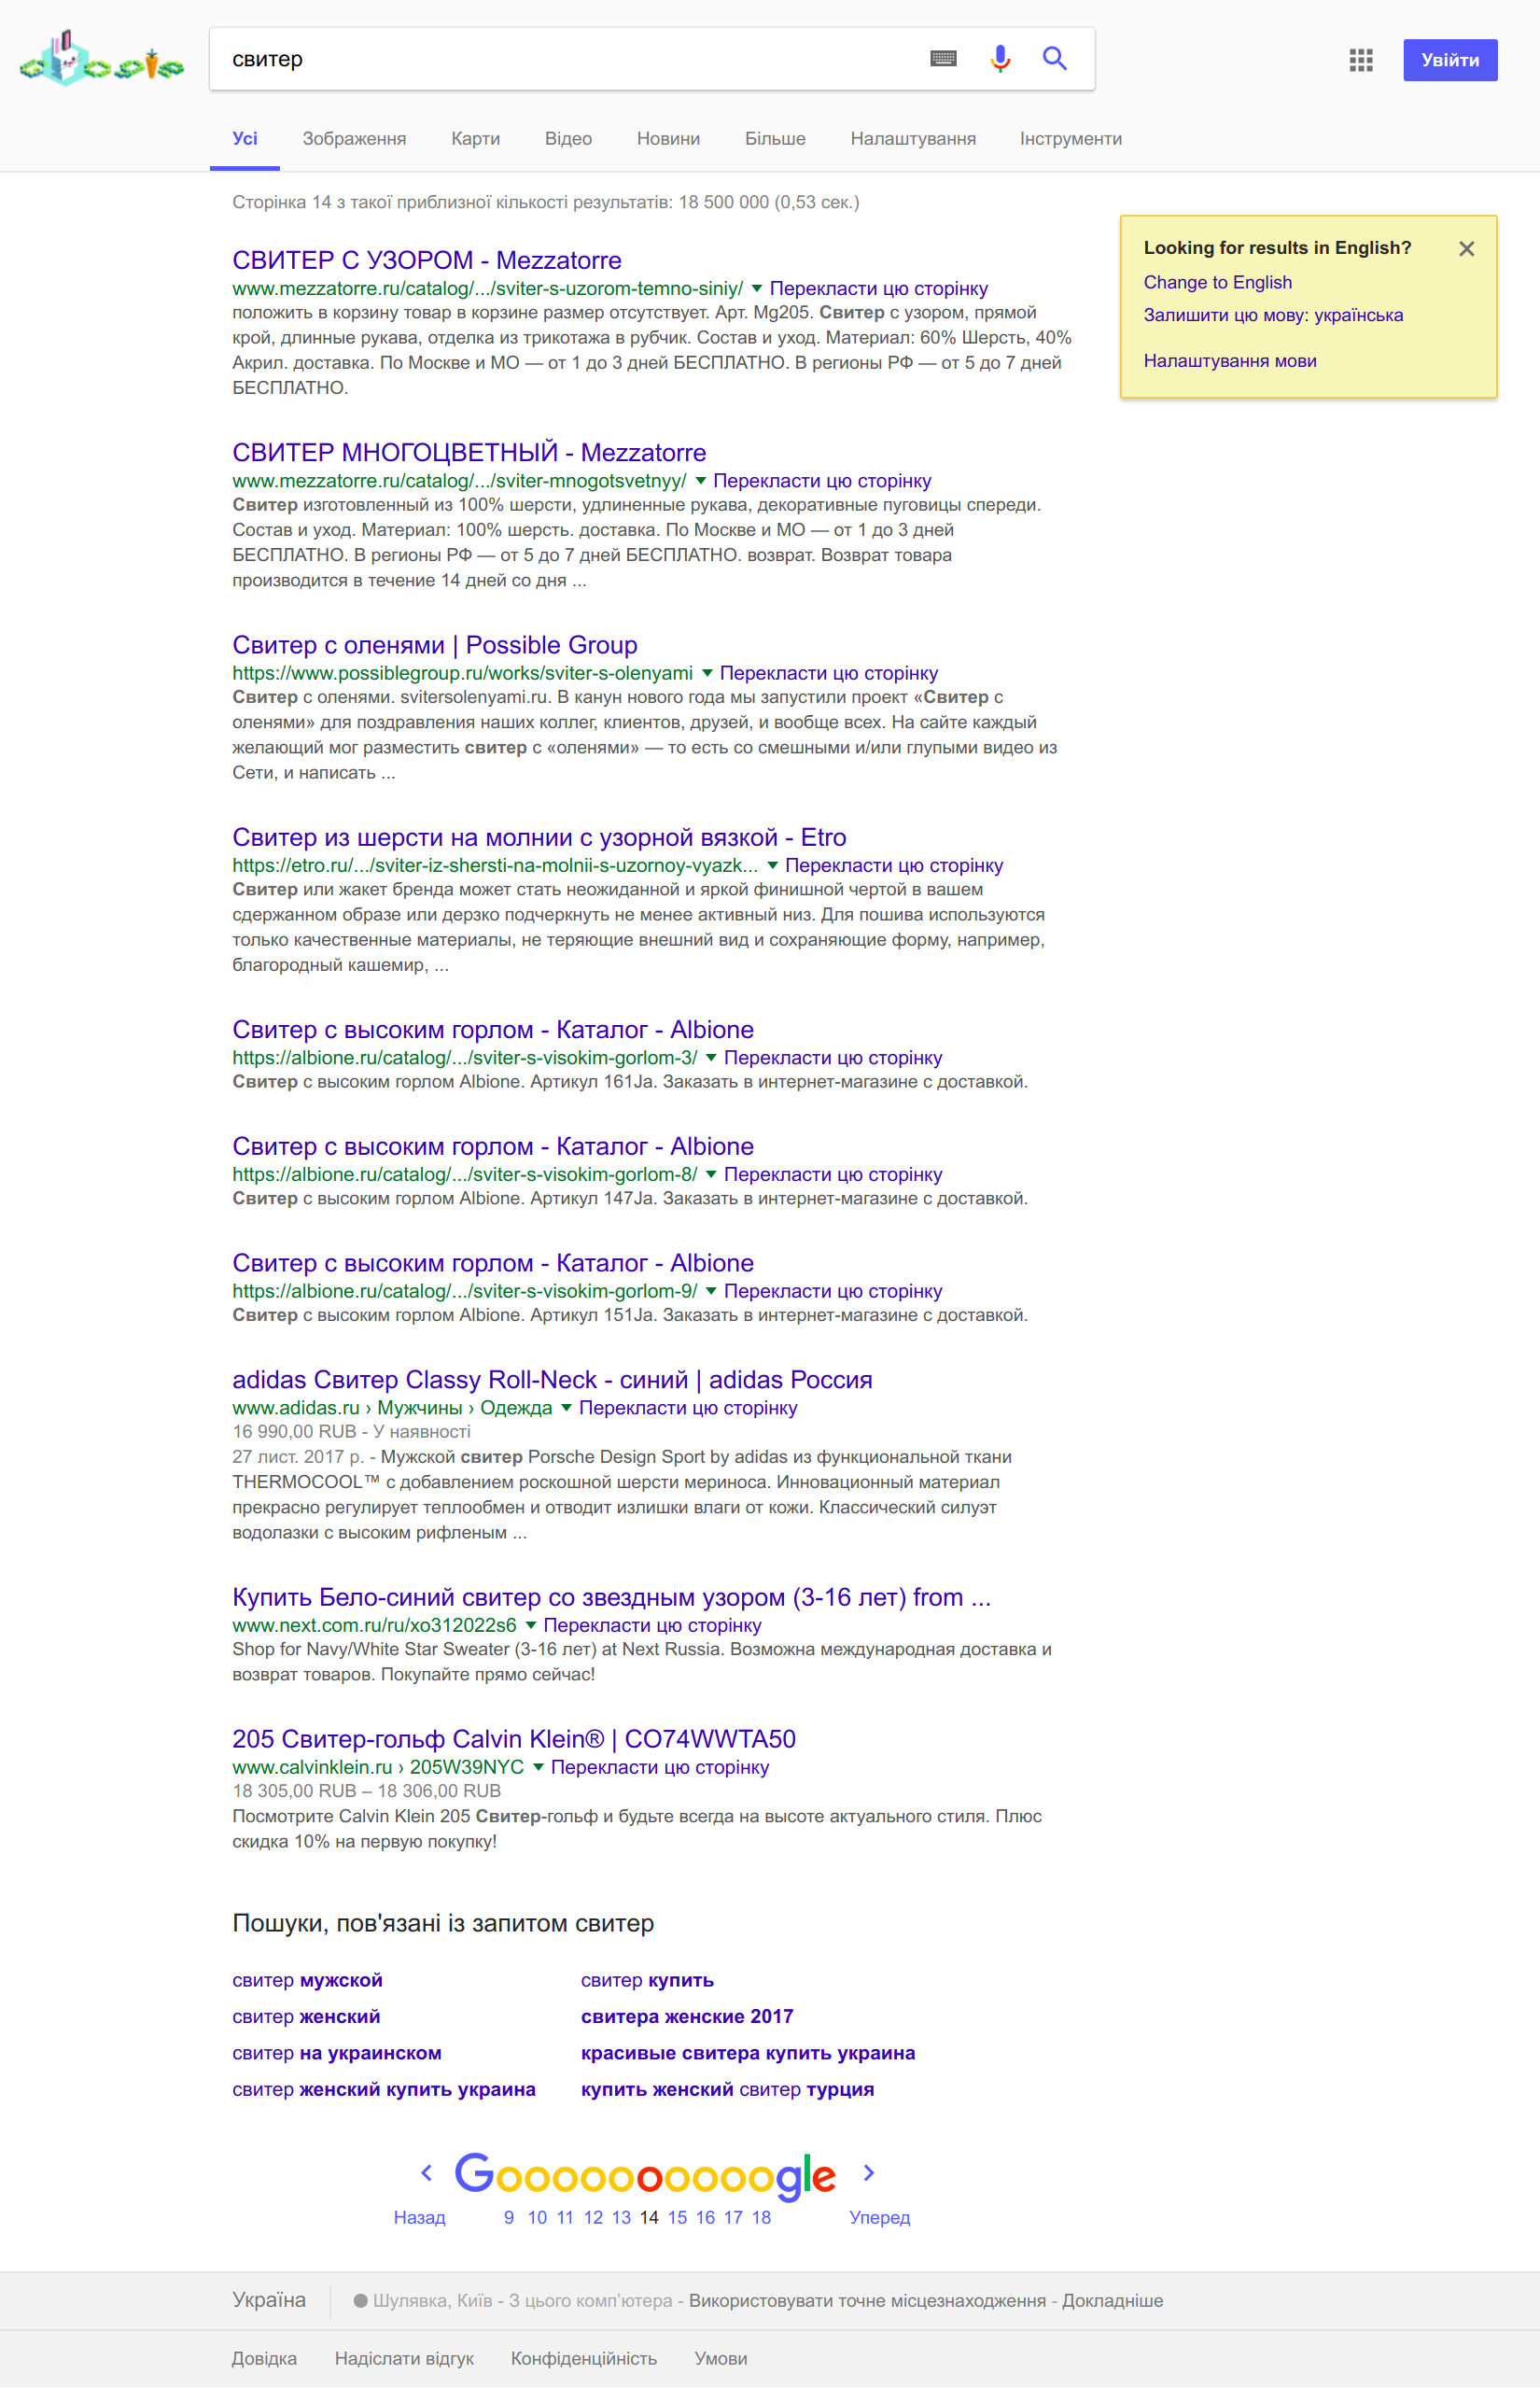 свитер
Увійти
Усі Зображення Карти Відео Новини Більше Налаштування Інструменти
Сторінка 14 з такої приблизної кількості результатів: 18 500 000 (0,53 сек.)
Looking for results in English?
Change to English
Залишити цю мову: українська
Налаштування мови
СВИТЕР С УЗОРОМ - Mezzatorre
www.mezzatorre.ru/catalog/.../sviter-s-uzorom-temno-siniy/ Перекласти цю сторінку
положить в корзину товар в корзине размер отсутствует. Арт. Mg205. Свитер с узором, прямой
крой, длинные рукава, отделка из трикотажа в рубчик. Состав и уход. Материал: 60% Шерсть, 40%
Акрил. доставка. По Москве и МО — от 1 до 3 дней БЕСПЛАТНО. В регионы РФ — от 5 до 7 дней
БЕСПЛАТНО.
СВИТЕР МНОГОЦВЕТНЫЙ - Mezzatorre
www.mezzatorre.ru/catalog/.../sviter-mnogotsvetnyy/ Перекласти цю сторінку
Свитер изготовленный из 100% шерсти, удлиненные рукава, декоративные пуговицы спереди.
Состав и уход. Материал: 100% шерсть. доставка. По Москве и МО — от 1 до 3 дней
БЕСПЛАТНО. В регионы РФ — от 5 до 7 дней БЕСПЛАТНО. возврат. Возврат товара
производится в течение 14 дней со дня ...
Свитер с оленями | Possible Group
https://www.possiblegroup.ru/works/sviter-s-olenyami Перекласти цю сторінку
Свитер с оленями. svitersolenyami.ru. В канун нового года мы запустили проект «Свитер с
оленями» для поздравления наших коллег, клиентов, друзей, и вообще всех. На сайте каждый
желающий мог разместить свитер с «оленями» — то есть со смешными и/или глупыми видео из
Сети, и написать ...
Свитер из шерсти на молнии с узорной вязкой - Etro
https://etro.ru/.../sviter-iz-shersti-na-molnii-s-uzornoy-vyazk... Перекласти цю сторінку
Свитер или жакет бренда может стать неожиданной и яркой финишной чертой в вашем
сдержанном образе или дерзко подчеркнуть не менее активный низ. Для пошива используются
только качественные материалы, не теряющие внешний вид и сохраняющие форму, например,
благородный кашемир, ...
Свитер с высоким горлом - Каталог - Albione
https://albione.ru/catalog/.../sviter-s-visokim-gorlom-3/ Перекласти цю сторінку
Свитер с высоким горлом Albione. Артикул 161Ja. Заказать в интернет-магазине с доставкой.
Свитер с высоким горлом - Каталог - Albione
https://albione.ru/catalog/.../sviter-s-visokim-gorlom-8/ Перекласти цю сторінку
Свитер с высоким горлом Albione. Артикул 147Ja. Заказать в интернет-магазине с доставкой.
Свитер с высоким горлом - Каталог - Albione
https://albione.ru/catalog/.../sviter-s-visokim-gorlom-9/ Перекласти цю сторінку
Свитер с высоким горлом Albione. Артикул 151Ja. Заказать в интернет-магазине с доставкой.
adidas Свитер Classy Roll-Neck - синий | adidas Россия
www.adidas.ru › Мужчины › Одежда Перекласти цю сторінку
16 990,00 RUB - У наявності
27 лист. 2017 р. - Мужской свитер Porsche Design Sport by adidas из функциональной ткани
THERMOCOOL™ с добавлением роскошной шерсти мериноса. Инновационный материал
прекрасно регулирует теплообмен и отводит излишки влаги от кожи. Классический силуэт
водолазки с высоким рифленым ...
Купить Бело-синий свитер со звездным узором (3-16 лет) from ...
www.next.com.ru/ru/xo312022s6 Перекласти цю сторінку
Shop for Navy/White Star Sweater (3-16 лет) at Next Russia. Возможна международная доставка и
возврат товаров. Покупайте прямо сейчас!
205 Свитер-гольф Calvin Klein® | CO74WWTA50
www.calvinklein.ru › 205W39NYC Перекласти цю сторінку
18 305,00 RUB – 18 306,00 RUB
Посмотрите Calvin Klein 205 Свитер-гольф и будьте всегда на высоте актуального стиля. Плюс
скидка 10% на первую покупку!
Пошуки, пов'язані із запитом свитер
свитер мужской свитер купить
свитер женский свитера женские 2017
свитер на украинском красивые свитера купить украина
свитер женский купить украина купить женский свитер турция
Goooooooooogle
Назад 9 10 11 12 13 14 15 16 17 18 Уперед
Україна Шулявка, Київ - З цього комп'ютера - Використовувати точне місцезнаходження - Докладніше
Довідка Надіслати відгук Конфіденційність Умови